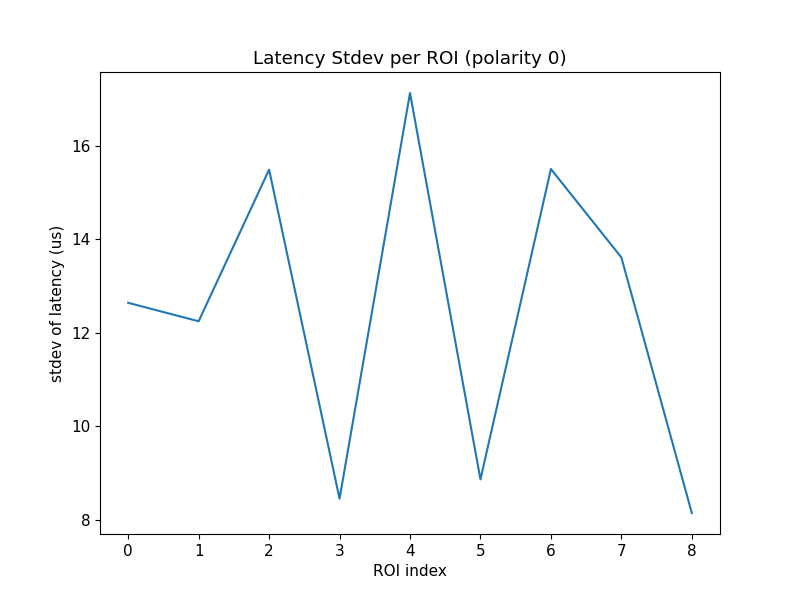 Latency Stdev per ROI (polarity 0)
stdev of latency (us)
16
14
12
10
8
0 1 2 3 4 5 6 7 8
ROI index